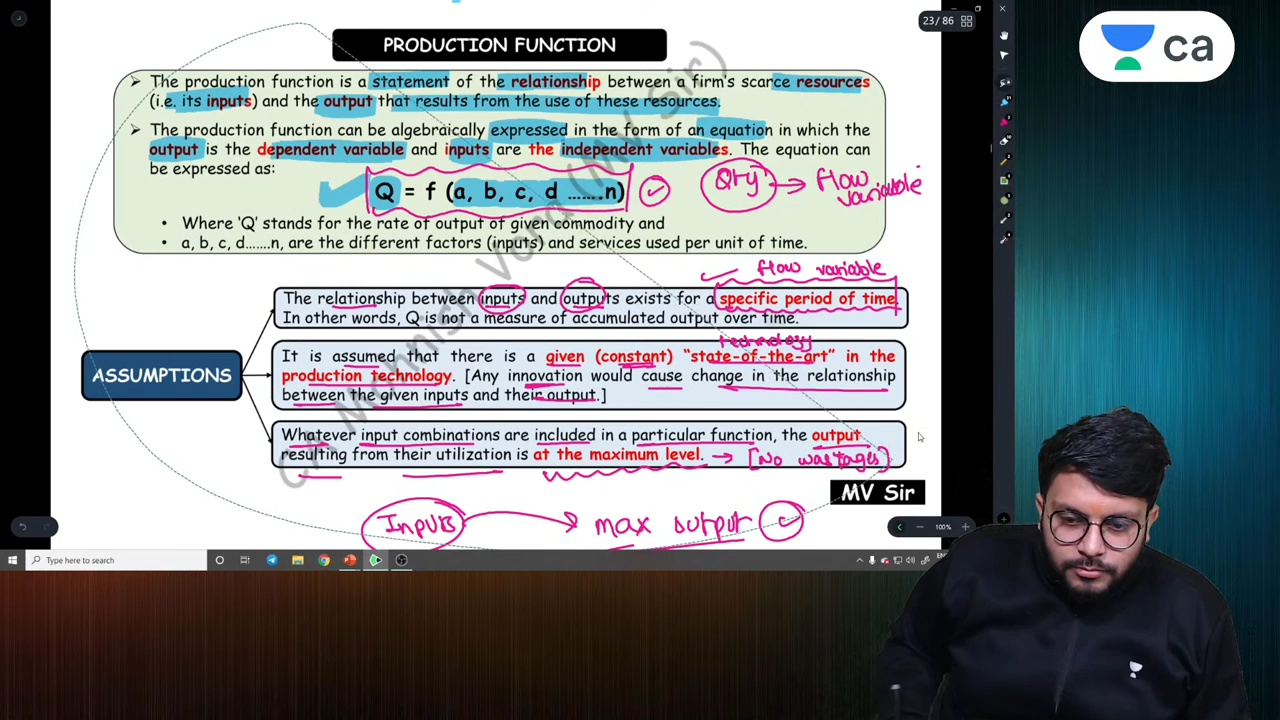 23 / 86
ca
PRODUCTION FUNCTION
The production function is a statement of the relationship between a firm's scarce resources
(i.e. its inputs) and the output that results from the use of these resources.
The production function can be algebraically expressed in the form of an equation in which the
output is the dependent variable and inputs are the independent variables. The equation can
be expressed as:
Q = f (a, b, c, d …….n)
Qty → flow
variable
• Where 'Q' stands for the rate of output of given commodity and
• a, b, c, d…….n, are the different factors (inputs) and services used per unit of time.
flow variable
The relationship between inputs and outputs exists for a specific period of time
In other words, Q is not a measure of accumulated output over time.
technology
ASSUMPTIONS
It is assumed that there is a given (constant) "state-of-the-art" in the
production technology. [Any innovation would cause change in the relationship
between the given inputs and their output.]
Whatever input combinations are included in a particular function, the output
resulting from their utilization is at the maximum level. → [No wastages]
MV Sir
Inputs → max output
100%
Type here to search
CA Mohnish Vora (MV Sir)